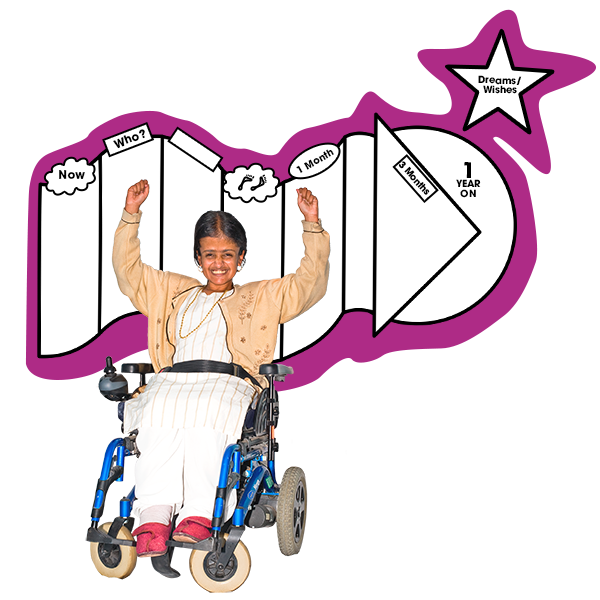 Now
Who?
1 Month
3 Months
1
YEAR
ON
Dreams/
Wishes